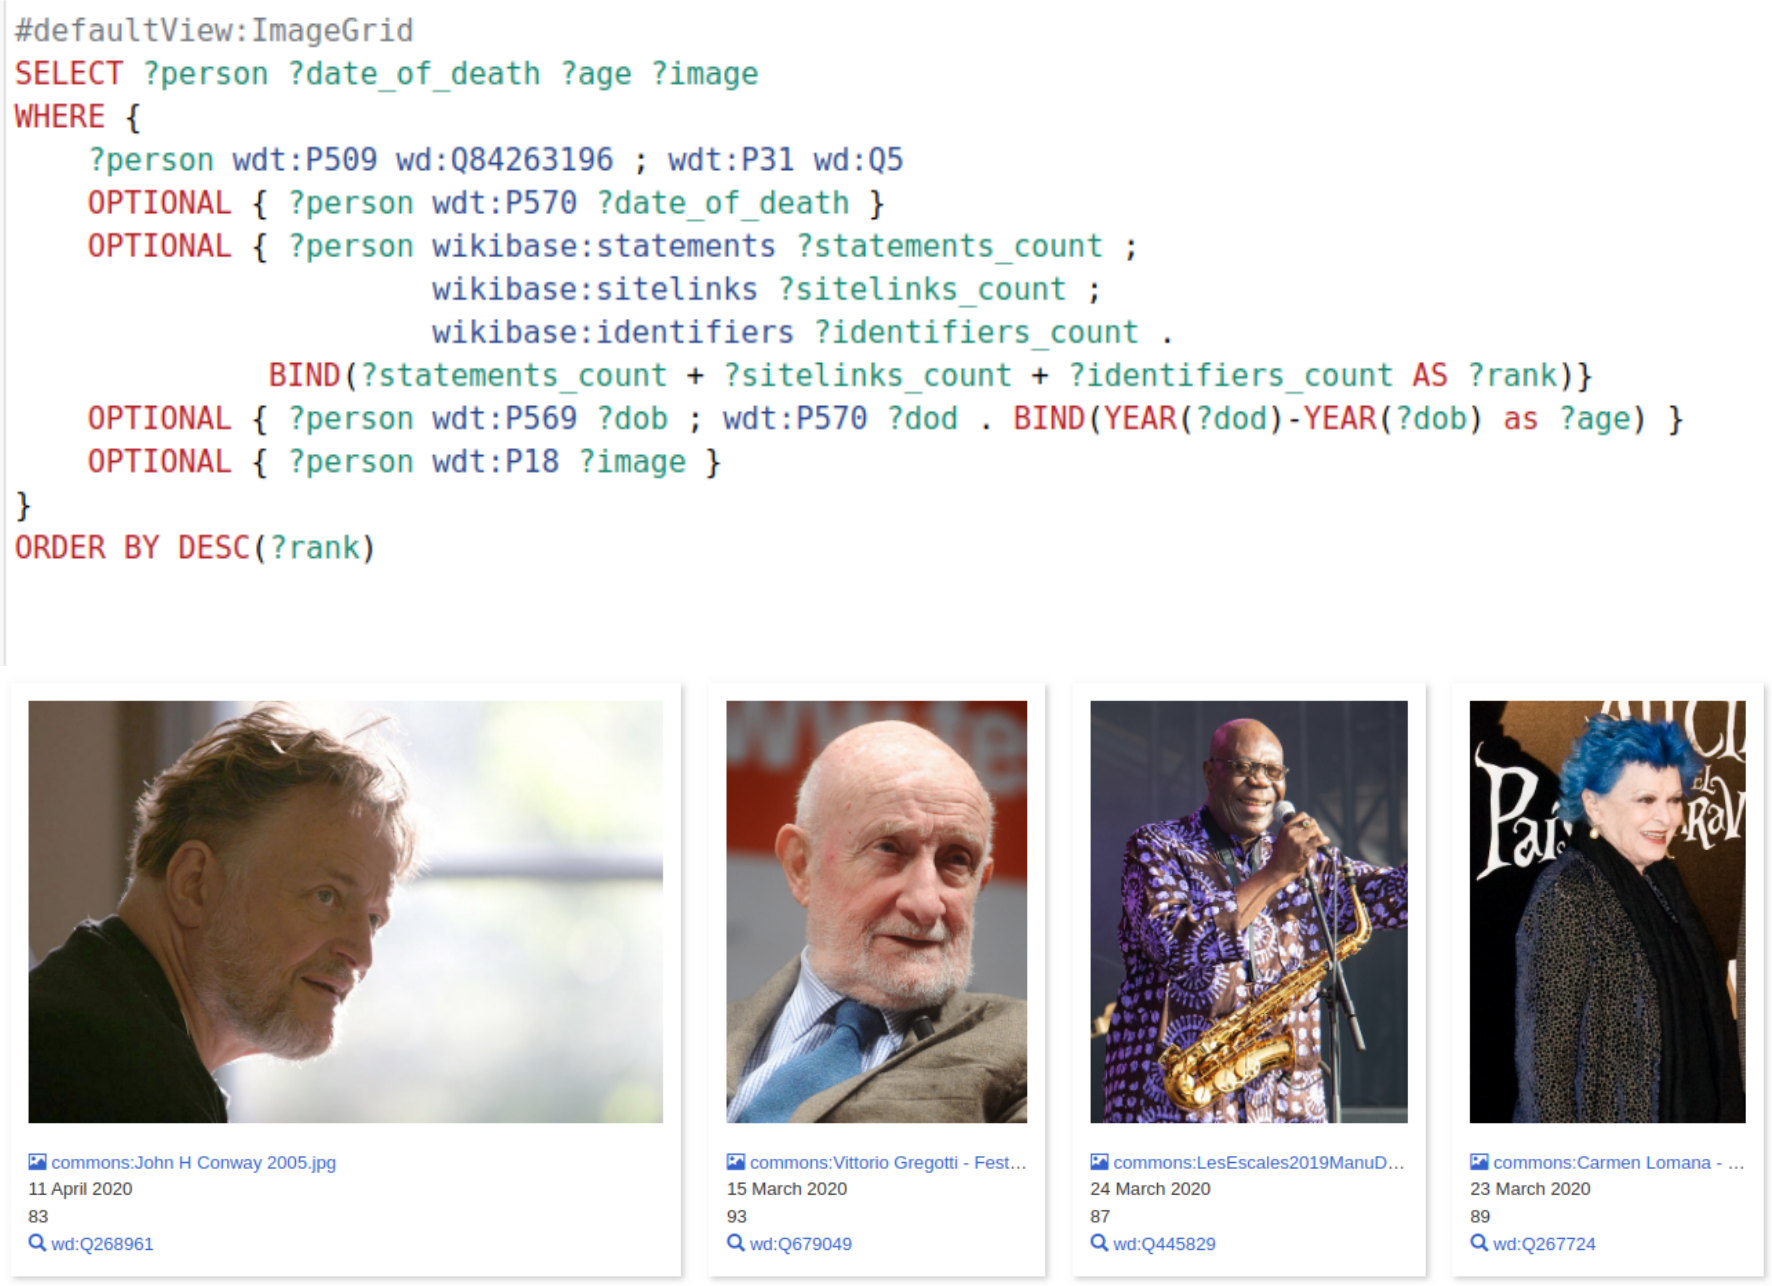 #defaultView:ImageGrid
SELECT ?person ?date_of_death ?age ?image
WHERE {
?person wdt:P509 wd:Q84263196 ; wdt:P31 wd:Q5
OPTIONAL { ?person wdt:P570 ?date_of_death }
OPTIONAL { ?person wikibase:statements ?statements_count ;
wikibase:sitelinks ?sitelinks_count ;
wikibase:identifiers ?identifiers_count .
BIND(?statements_count + ?sitelinks_count + ?identifiers_count AS ?rank)}
OPTIONAL { ?person wdt:P569 ?dob ; wdt:P570 ?dod . BIND(YEAR(?dod)-YEAR(?dob) as ?age) }
OPTIONAL { ?person wdt:P18 ?image }
}
ORDER BY DESC(?rank)
commons:John H Conway 2005.jpg
11 April 2020
83
wd:Q268961
commons:Vittorio Gregotti - Fest...
15 March 2020
93
wd:Q679049
commons:LesEscales2019ManuD...
24 March 2020
87
wd:Q445829
commons:Carmen Lomana - ...
23 March 2020
89
wd:Q267724